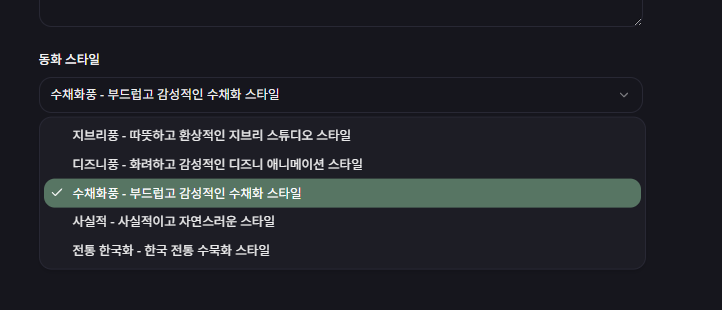 동화 스타일
수채화풍 - 부드럽고 감성적인 수채화 스타일
지브리풍 - 따뜻하고 환상적인 지브리 스튜디오 스타일
디즈니풍 - 화려하고 감성적인 디즈니 애니메이션 스타일
수채화풍 - 부드럽고 감성적인 수채화 스타일
사실적 - 사실적이고 자연스러운 스타일
전통 한국화 - 한국 전통 수묵화 스타일